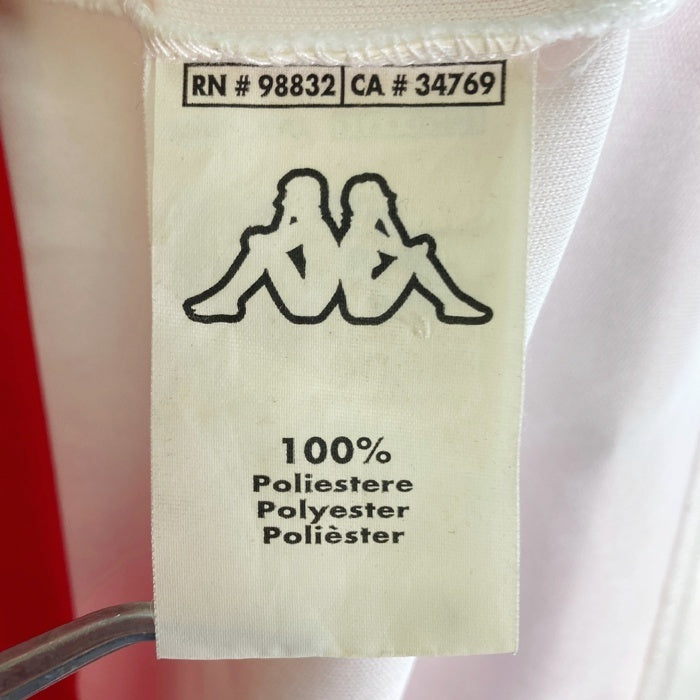 RN # 98832 CA # 34769
100%
Poliestere
Polyester
Polièster